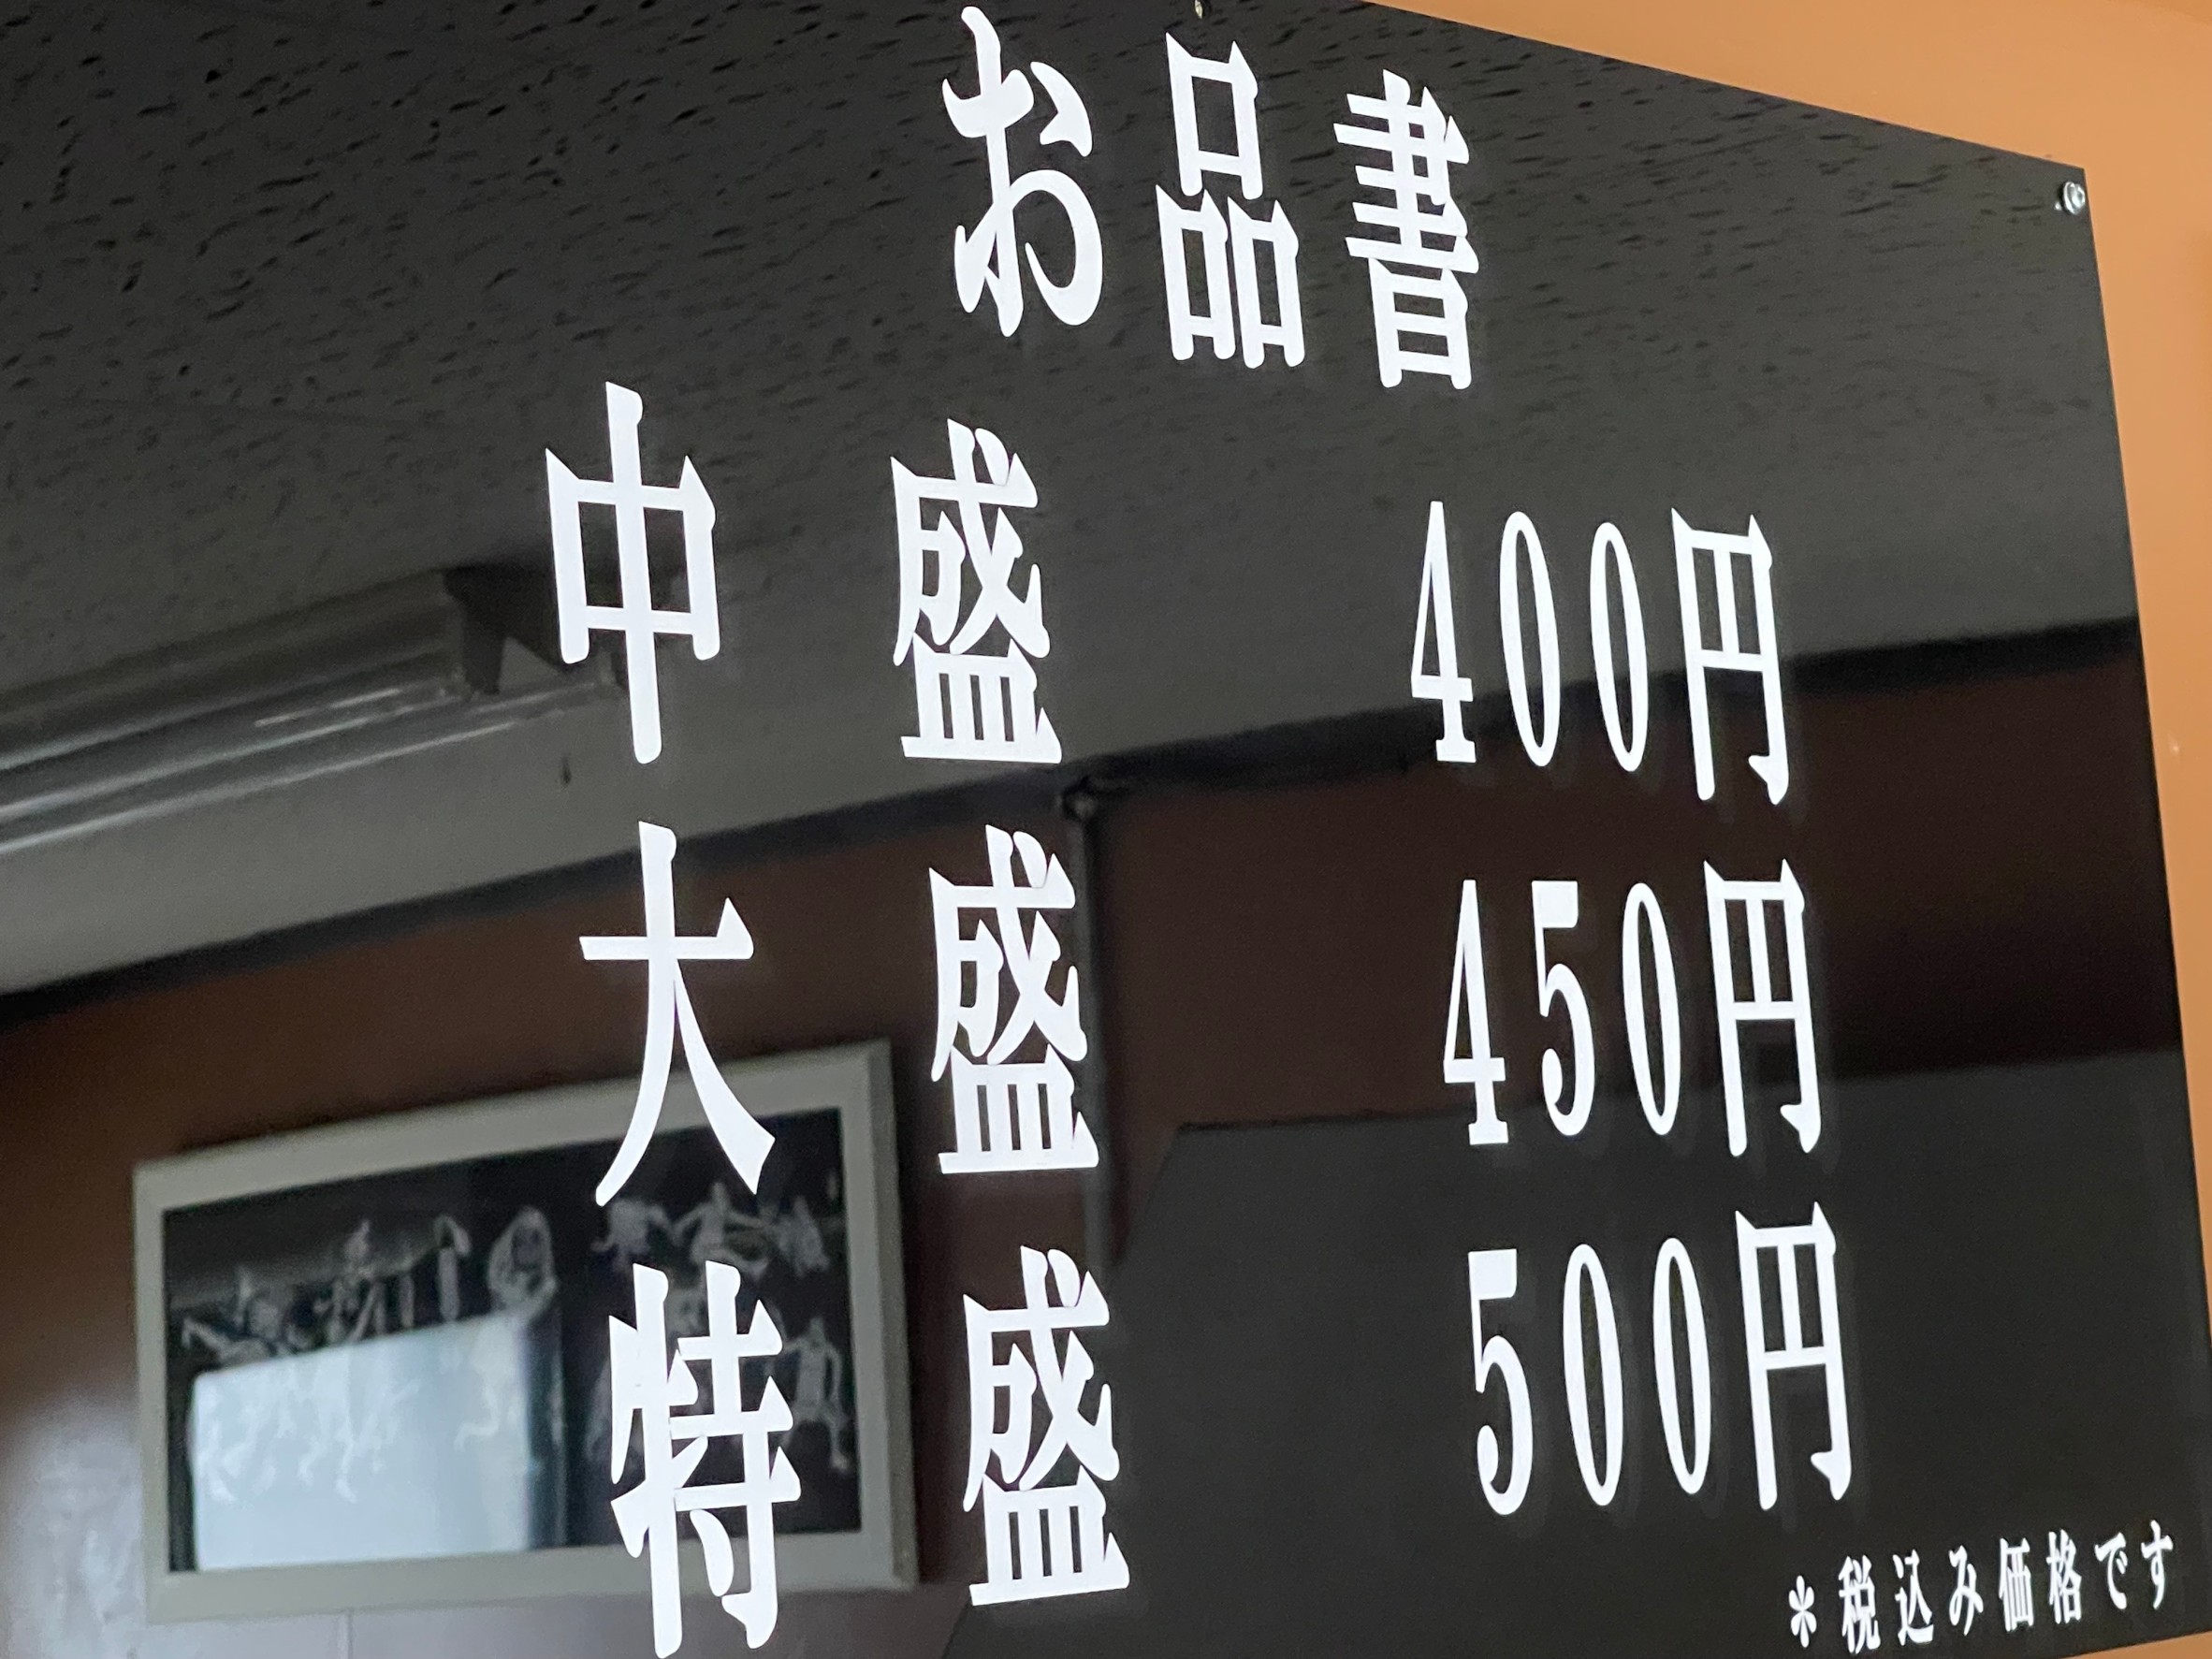 お品書
中盛 400円
大盛 450円
特盛 500円
*税込み価格です